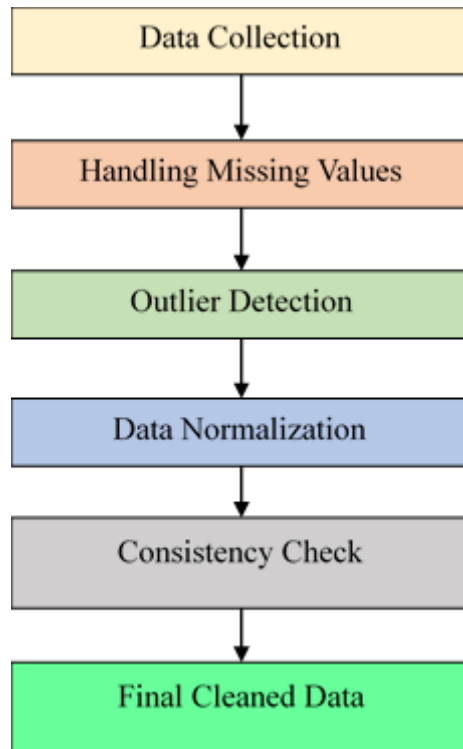 Data Collection
Handling Missing Values
Outlier Detection
Data Normalization
Consistency Check
Final Cleaned Data